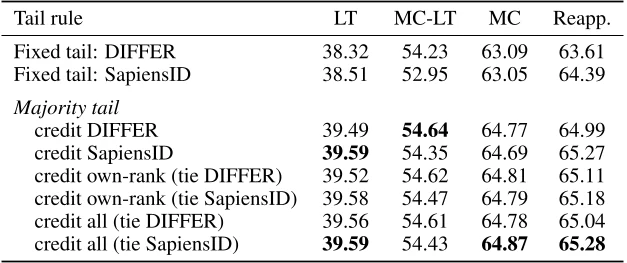 Tail rule LT MC-LT MC Reapp.
Fixed tail: DIFFER 38.32 54.23 63.09 63.61
Fixed tail: SapiensID 38.51 52.95 63.05 64.39
Majority tail
credit DIFFER 39.49 54.64 64.77 64.99
credit SapiensID 39.59 54.35 64.69 65.27
credit own-rank (tie DIFFER) 39.52 54.62 64.81 65.11
credit own-rank (tie SapiensID) 39.58 54.47 64.79 65.18
credit all (tie DIFFER) 39.56 54.61 64.78 65.04
credit all (tie SapiensID) 39.59 54.43 64.87 65.28